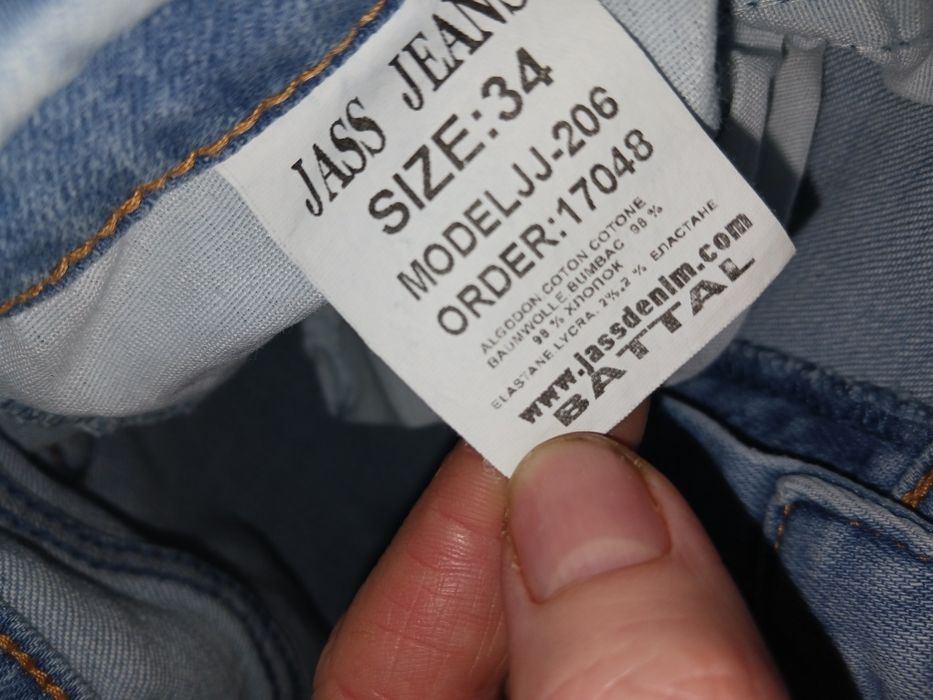 JASS JEANS
SIZE:34
MODELJJ-206
ORDER:17048
ALGODON.COTON.COTONE
BAUMWOLLE.BUMBAC 98 %
98 % ХЛОПОК
ELASTANE LYCRA. 2%.2 % ЕЛАСТАНЕ
www.jassdenim.com
BATTAL